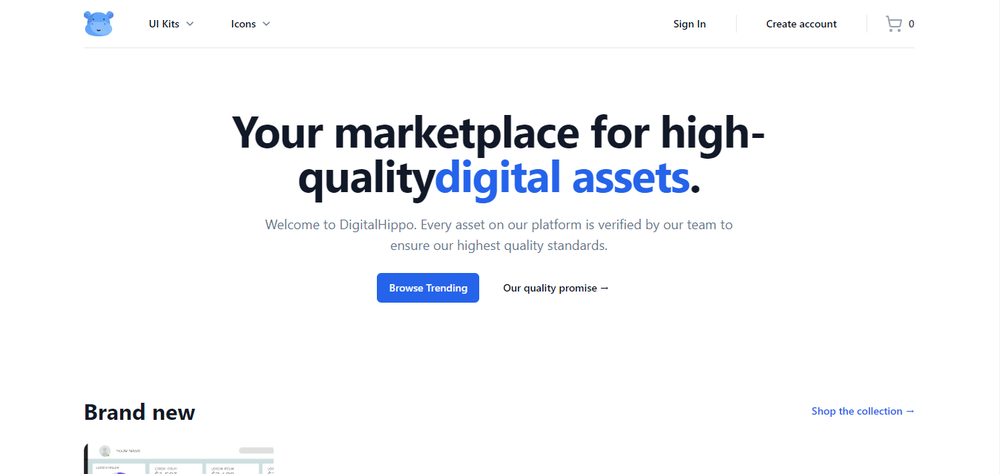 UI Kits Icons Sign In Create account 0
Your marketplace for high-
qualitydigital assets.
Welcome to DigitalHippo. Every asset on our platform is verified by our team to
ensure our highest quality standards.
Browse Trending Our quality promise →
Brand new Shop the collection →